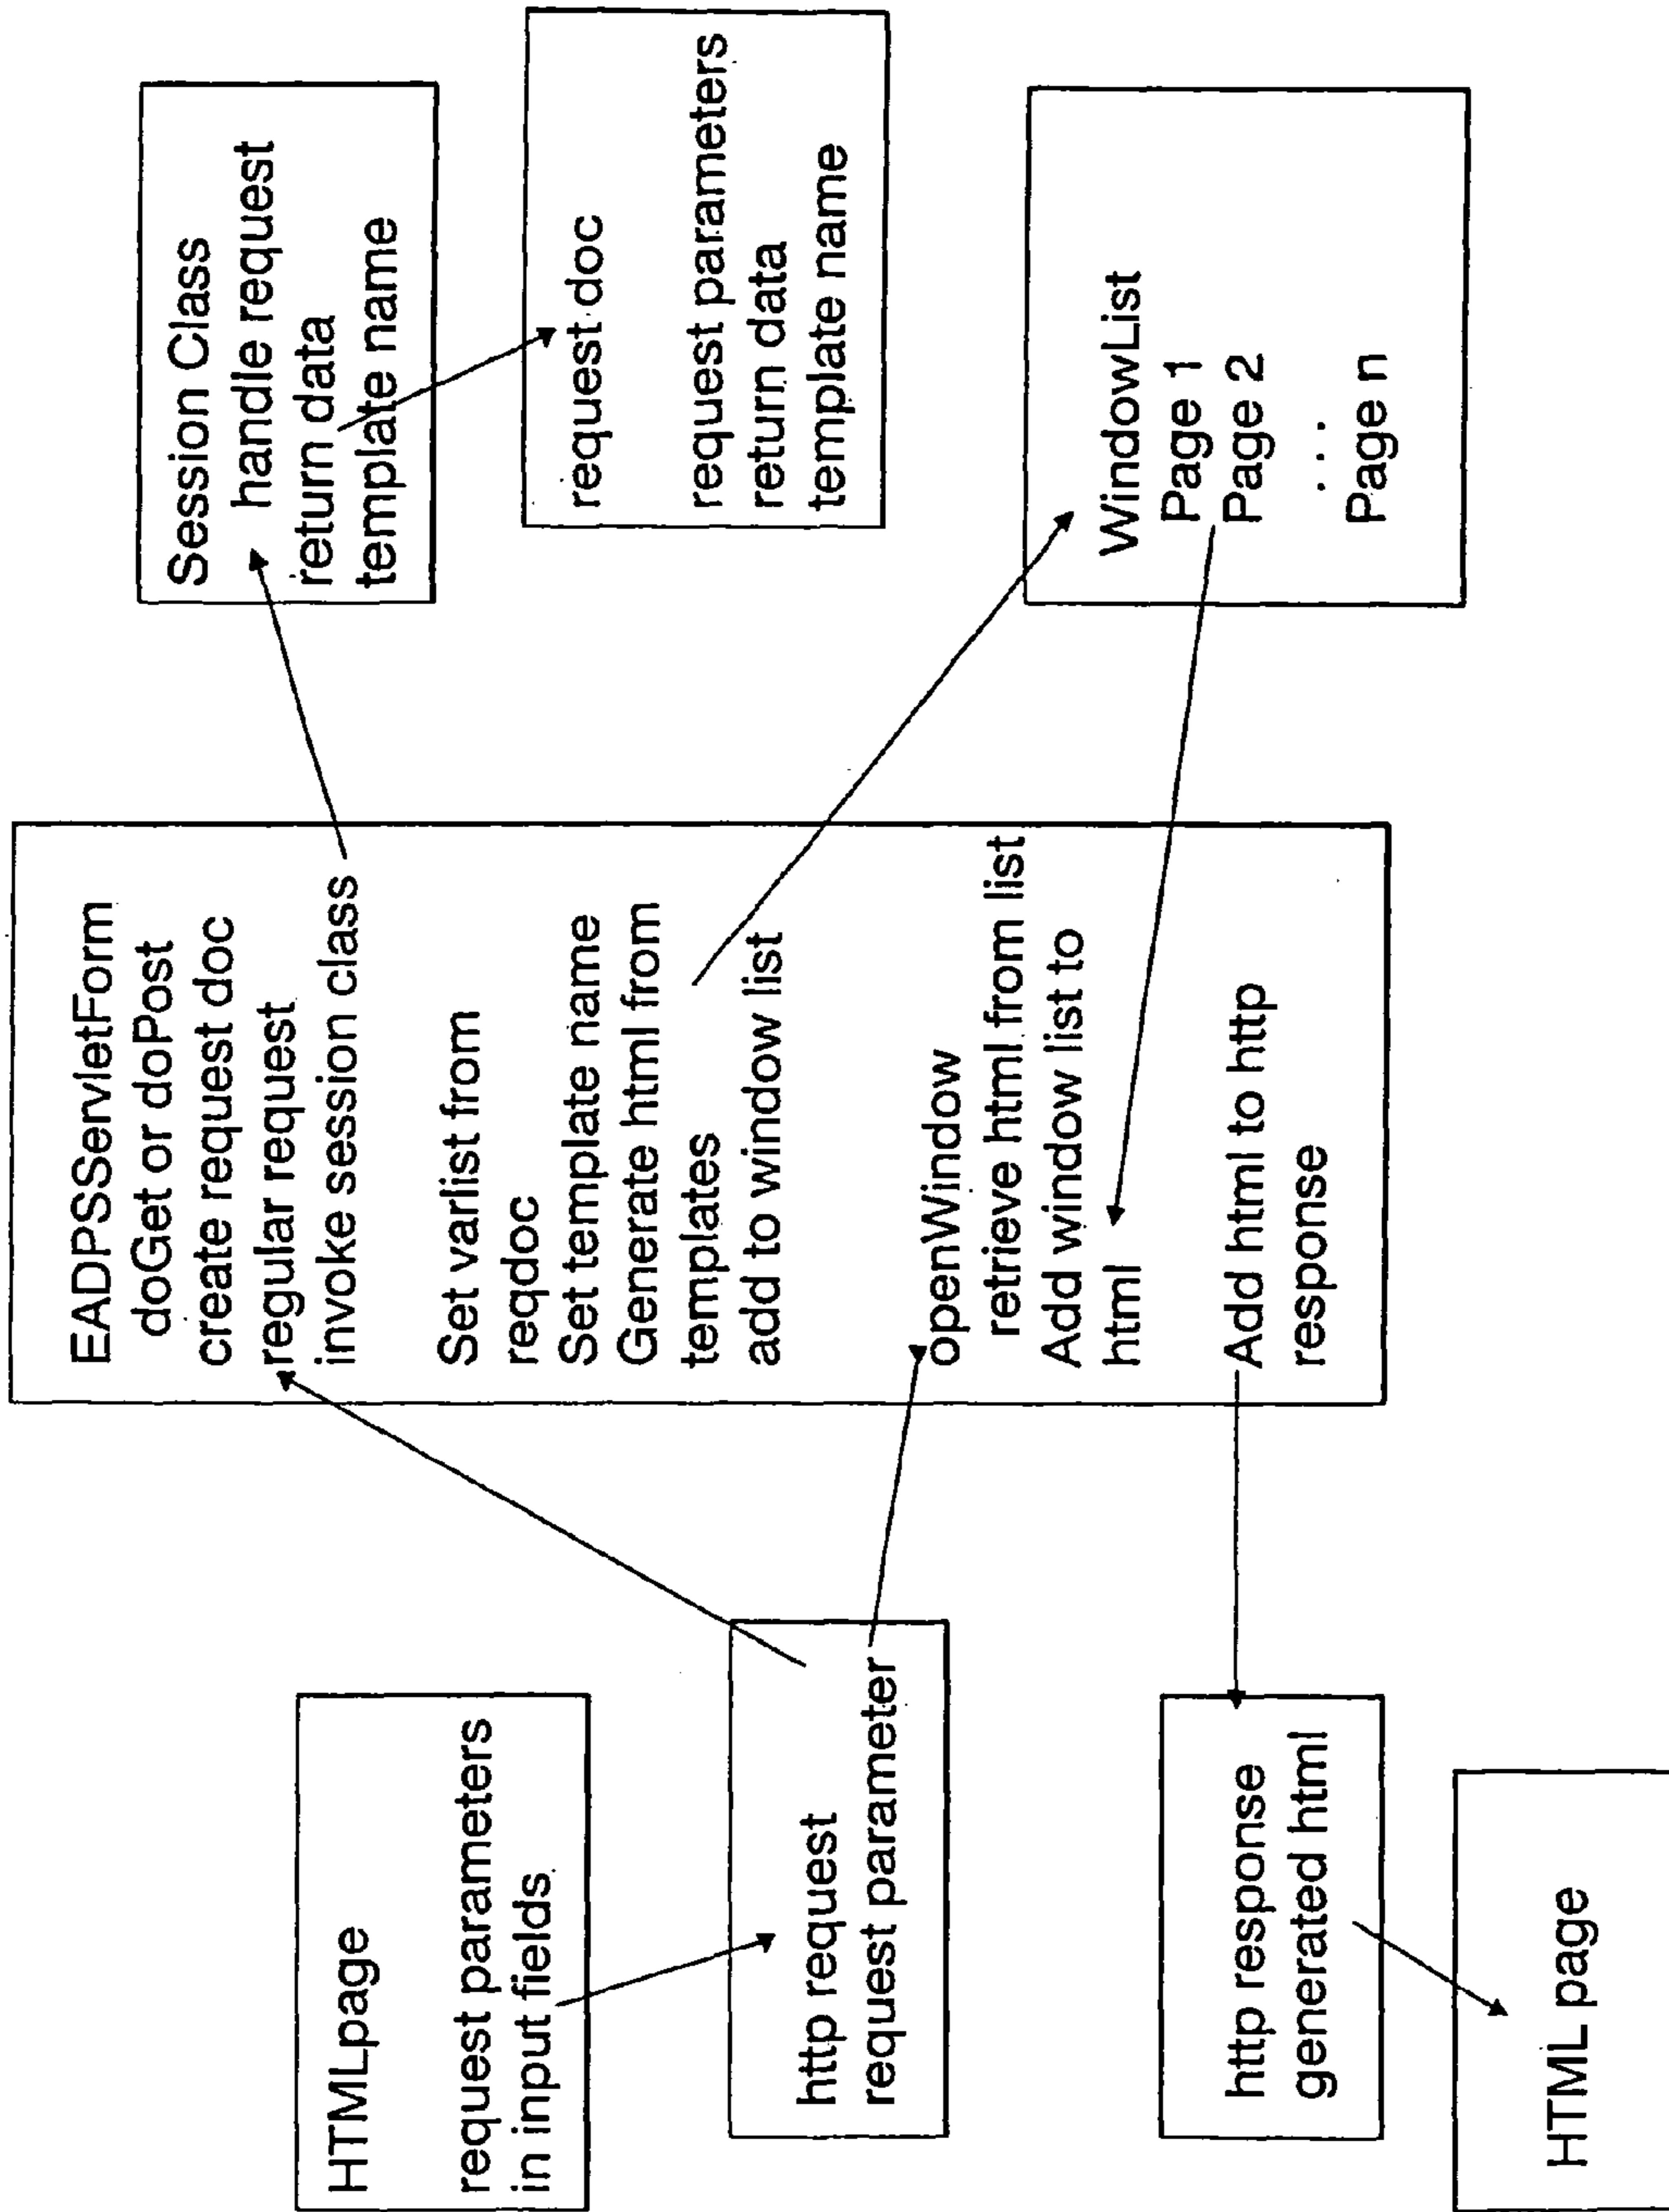 HTMLpage
request parameters
in input fields
http request
request parameter
http response
generated html
HTML page
EADPSServletForm
doGet or doPost
create request doc
regular request
invoke session class
Set varlist from
reqdoc
Set template name
Generate html from
templates
add to window list
openWindow
retrieve html from list
Add window list to
html
Add html to http
response
Session Class
handle request
return data
template name
request doc
request parameters
return data
template name
WindowList
Page 1
Page 2
...
Page n